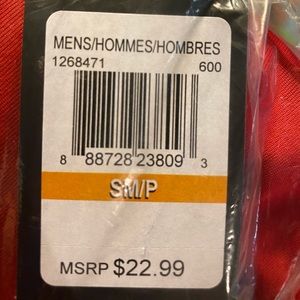 MENS/HOMMES/HOMBRES
1268471 600
8 88728 23809 3
SM/P
MSRP $22.99